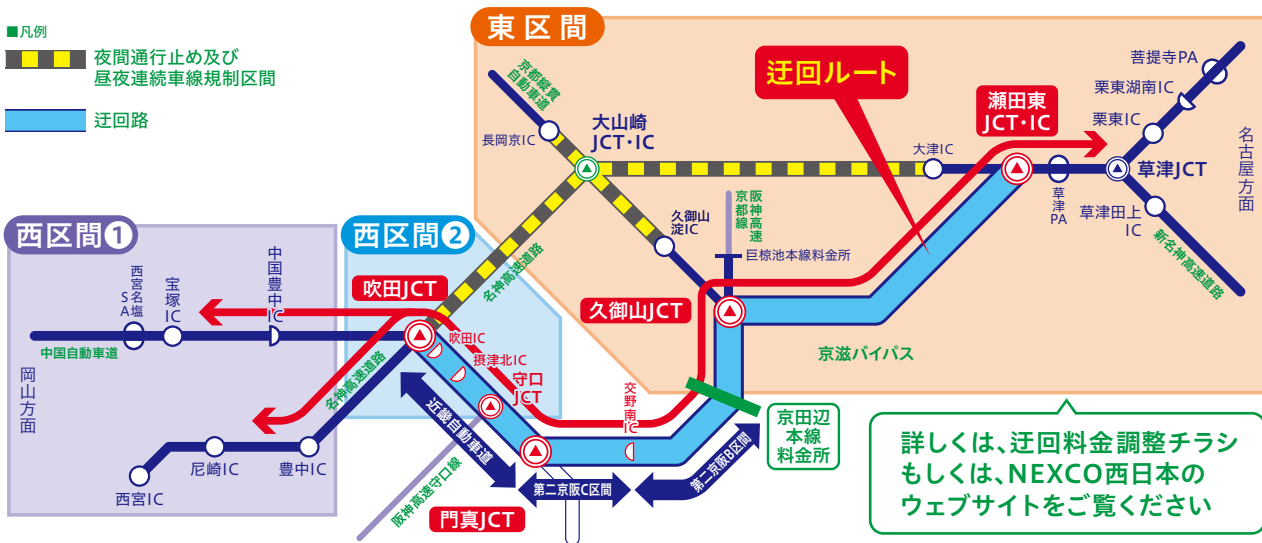 ■凡例
夜間通行止め及び
昼夜連続車線規制区間
迂回路
東区間
迂回ルート
京都縦貫
自動車道
長岡京IC
大山崎
JCT・IC
大津IC
瀬田東
JCT・IC
菩提寺PA
栗東湖南IC
栗東IC
草津JCT
草津
PA
草津田上
IC
名古屋方面
新名神高速道路
久御山
淀IC
阪神高速
京都線
巨椋池本線料金所
久御山JCT
京滋バイパス
西区間①
西区間②
西宮名塩
SA
宝塚IC
中国豊中IC
中国自動車道
岡山方面
吹田JCT
名神高速道路
吹田IC
摂津北IC
守口
JCT
名神高速道路
近畿自動車道
尼崎IC
豊中IC
西宮IC
阪神高速守口線
門真JCT
第二京阪C区間
第二京阪B区間
交野南IC
京田辺
本線
料金所
詳しくは、迂回料金調整チラシ
もしくは、NEXCO西日本の
ウェブサイトをご覧ください